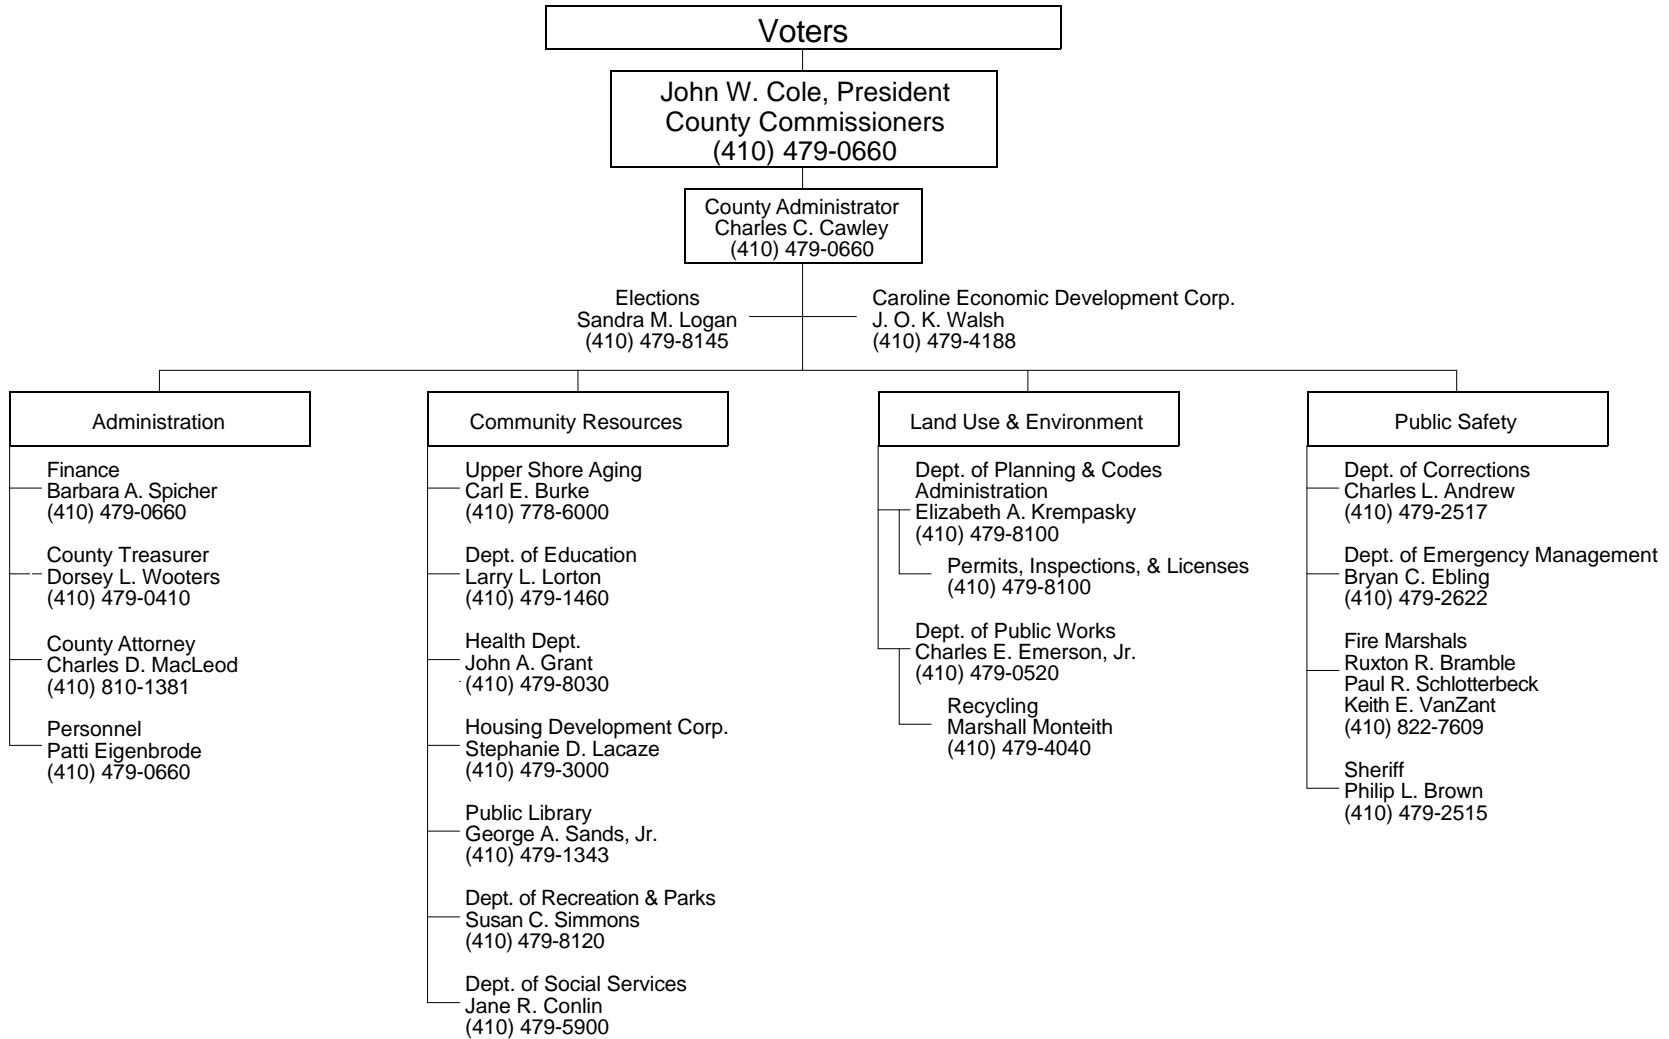 Voters
John W. Cole, President
County Commissioners
(410) 479-0660
County Administrator
Charles C. Cawley
(410) 479-0660
Elections
Sandra M. Logan
(410) 479-8145
Caroline Economic Development Corp.
J. O. K. Walsh
(410) 479-4188
Administration
Finance
Barbara A. Spicher
(410) 479-0660
County Treasurer
Dorsey L. Wooters
(410) 479-0410
County Attorney
Charles D. MacLeod
(410) 810-1381
Personnel
Patti Eigenbrode
(410) 479-0660
Community Resources
Upper Shore Aging
Carl E. Burke
(410) 778-6000
Dept. of Education
Larry L. Lorton
(410) 479-1460
Health Dept.
John A. Grant
(410) 479-8030
Housing Development Corp.
Stephanie D. Lacaze
(410) 479-3000
Public Library
George A. Sands, Jr.
(410) 479-1343
Dept. of Recreation & Parks
Susan C. Simmons
(410) 479-8120
Dept. of Social Services
Jane R. Conlin
(410) 479-5900
Land Use & Environment
Dept. of Planning & Codes
Administration
Elizabeth A. Krempasky
(410) 479-8100
Permits, Inspections, & Licenses
(410) 479-8100
Dept. of Public Works
Charles E. Emerson, Jr.
(410) 479-0520
Recycling
Marshall Monteith
(410) 479-4040
Public Safety
Dept. of Corrections
Charles L. Andrew
(410) 479-2517
Dept. of Emergency Management
Bryan C. Ebling
(410) 479-2622
Fire Marshals
Ruxton R. Bramble
Paul R. Schlotterbeck
Keith E. VanZant
(410) 822-7609
Sheriff
Philip L. Brown
(410) 479-2515